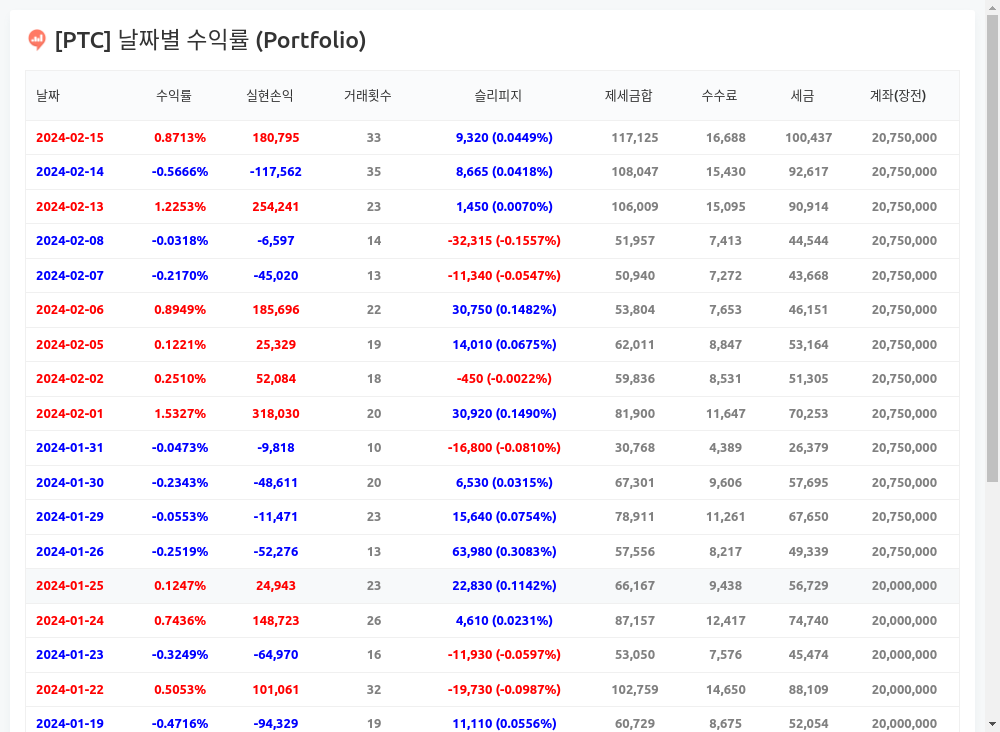 [PTC] 날짜별 수익률 (Portfolio)
날짜 수익률 실현손익 거래횟수 슬리피지 제세금합 수수료 세금 계좌(장전)
2024-02-15 0.8713% 180,795 33 9,320 (0.0449%) 117,125 16,688 100,437 20,750,000
2024-02-14 -0.5666% -117,562 35 8,665 (0.0418%) 108,047 15,430 92,617 20,750,000
2024-02-13 1.2253% 254,241 23 1,450 (0.0070%) 106,009 15,095 90,914 20,750,000
2024-02-08 -0.0318% -6,597 14 -32,315 (-0.1557%) 51,957 7,413 44,544 20,750,000
2024-02-07 -0.2170% -45,020 13 -11,340 (-0.0547%) 50,940 7,272 43,668 20,750,000
2024-02-06 0.8949% 185,696 22 30,750 (0.1482%) 53,804 7,653 46,151 20,750,000
2024-02-05 0.1221% 25,329 19 14,010 (0.0675%) 62,011 8,847 53,164 20,750,000
2024-02-02 0.2510% 52,084 18 -450 (-0.0022%) 59,836 8,531 51,305 20,750,000
2024-02-01 1.5327% 318,030 20 30,920 (0.1490%) 81,900 11,647 70,253 20,750,000
2024-01-31 -0.0473% -9,818 10 -16,800 (-0.0810%) 30,768 4,389 26,379 20,750,000
2024-01-30 -0.2343% -48,611 20 6,530 (0.0315%) 67,301 9,606 57,695 20,750,000
2024-01-29 -0.0553% -11,471 23 15,640 (0.0754%) 78,911 11,261 67,650 20,750,000
2024-01-26 -0.2519% -52,276 13 63,980 (0.3083%) 57,556 8,217 49,339 20,750,000
2024-01-25 0.1247% 24,943 23 22,830 (0.1142%) 66,167 9,438 56,729 20,000,000
2024-01-24 0.7436% 148,723 26 4,610 (0.0231%) 87,157 12,417 74,740 20,000,000
2024-01-23 -0.3249% -64,970 16 -11,930 (-0.0597%) 53,050 7,576 45,474 20,000,000
2024-01-22 0.5053% 101,061 32 -19,730 (-0.0987%) 102,759 14,650 88,109 20,000,000
2024-01-19 -0.4716% -94,329 19 11,110 (0.0556%) 60,729 8,675 52,054 20,000,000